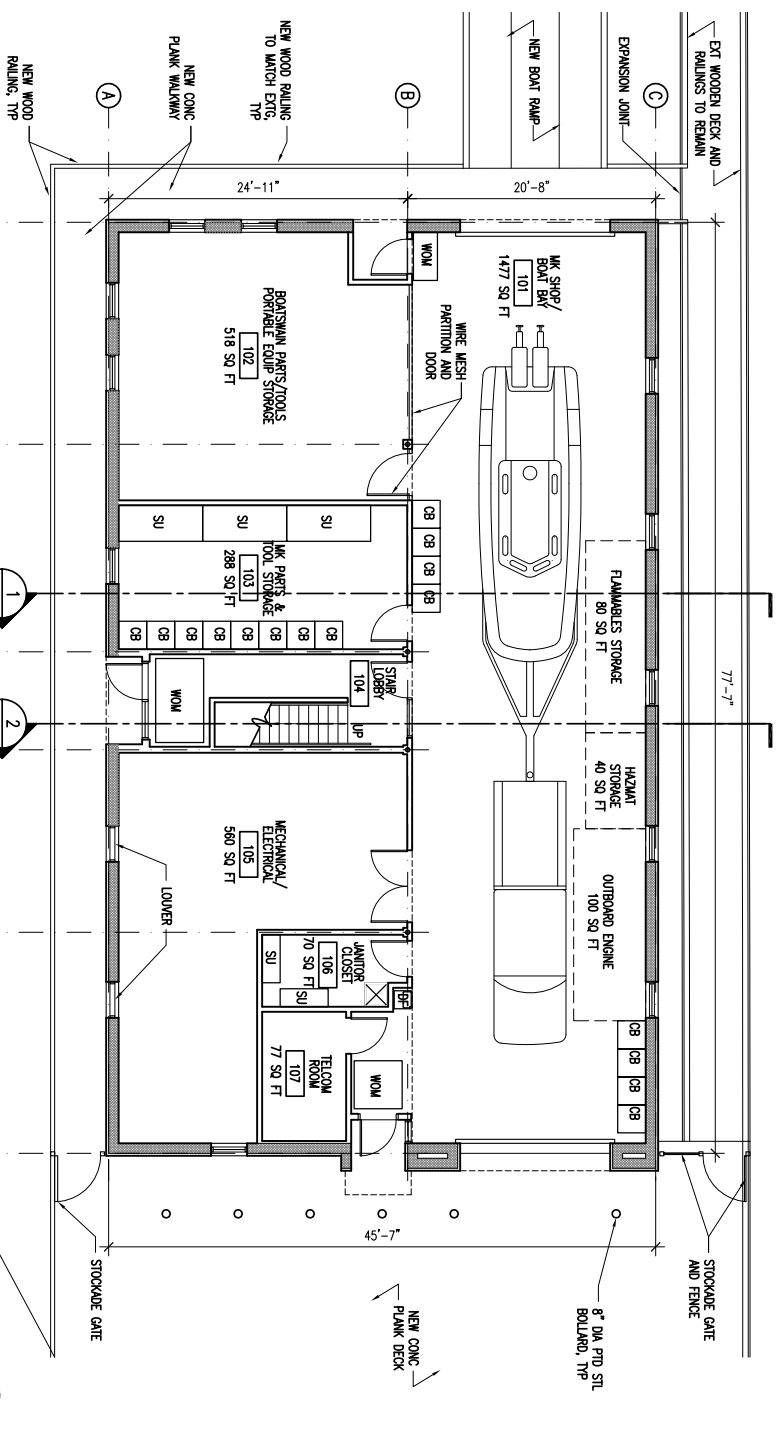 EXT WOODEN DECK AND
RAILINGS TO REMAIN
EXPANSION JOINT
NEW BOAT RAMP
NEW WOOD RAILING
TO MATCH EXTG,
TYP
NEW CONC
PLANK WALKWAY
NEW WOOD
RAILING, TYP
C
B
A
20'-8"
24'-11"
77'-7"
45'-7"
MK SHOP/
BOAT BAY
101
1477 SQ FT
WOM
WIRE MESH
PARTITION AND
DOOR
BOATSWAIN PARTS/TOOLS
PORTABLE EQUIP STORAGE
102
518 SQ FT
CB
CB
CB
CB
SU
SU
SU
MK PARTS &
TOOL STORAGE
103
288 SQ FT
CB
CB
CB
CB
CB
CB
CB
CB
FLAMMABLES STORAGE
80 SQ FT
HAZMAT
STORAGE
40 SQ FT
OUTBOARD ENGINE
100 SQ FT
CB
CB
CB
CB
STAIR
LOBBY
104
UP
WOM
1
2
MECHANICAL/
ELECTRICAL
105
560 SQ FT
LOUVER
JANITOR
CLOSET
106
70 SQ FT
SU
SU
DF
TELCOM
ROOM
107
77 SQ FT
WOM
STOCKADE GATE
AND FENCE
8" DIA PTD STL
BOLLARD, TYP
NEW CONC
PLANK DECK
STOCKADE GATE